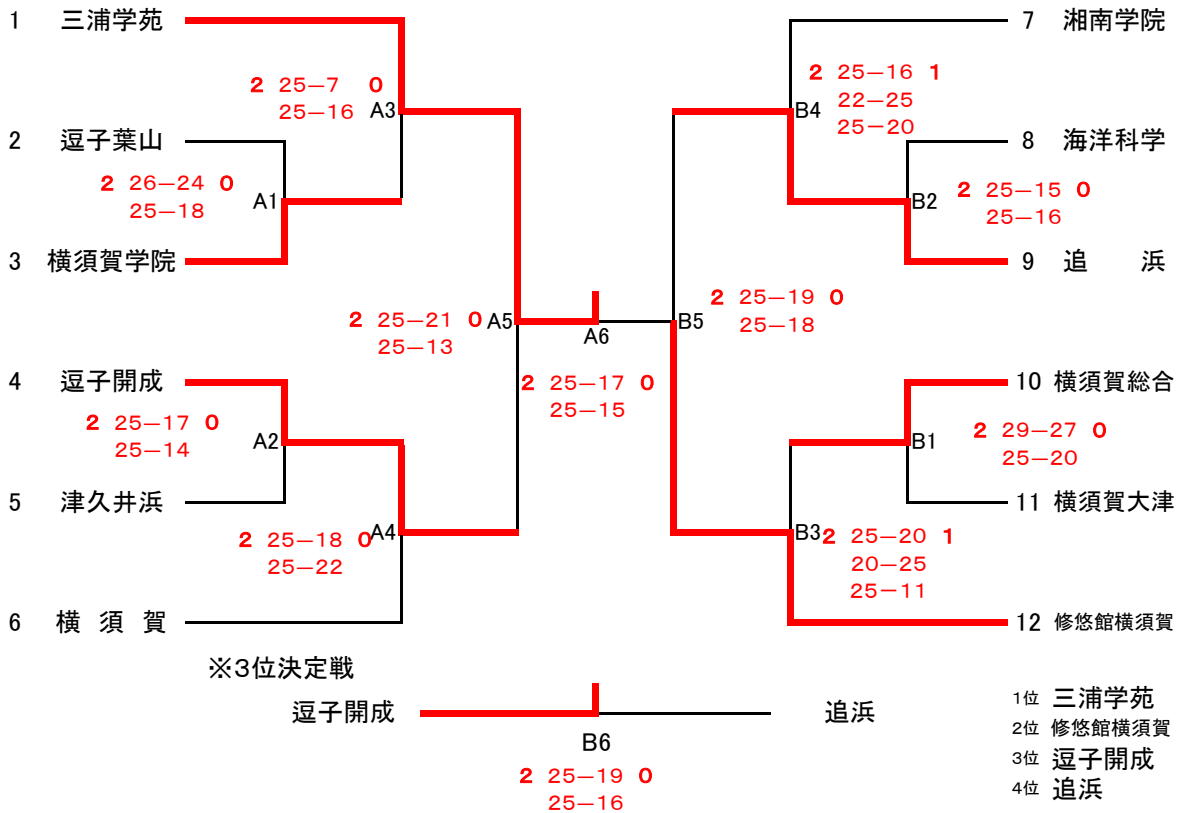 1 三浦学苑
2 25－7 0
25－16
A3
2 逗子葉山
2 26－24 0
25－18
A1
3 横須賀学院
2 25－21 0
25－13
A5
4 逗子開成
2 25－17 0
25－14
A2
5 津久井浜
2 25－18 0
25－22
A4
6 横須賀
A6
2 25－17 0
25－15
7 湘南学院
2 25－16 1
22－25
25－20
B4
8 海洋科学
B2
2 25－15 0
25－16
9 追浜
B5
2 25－19 0
25－18
10 横須賀総合
B1
2 29－27 0
25－20
11 横須賀大津
B3
2 25－20 1
20－25
25－11
12 修悠館横須賀
※3位決定戦
逗子開成 追浜
B6
2 25－19 0
25－16
1位 三浦学苑
2位 修悠館横須賀
3位 逗子開成
4位 追浜